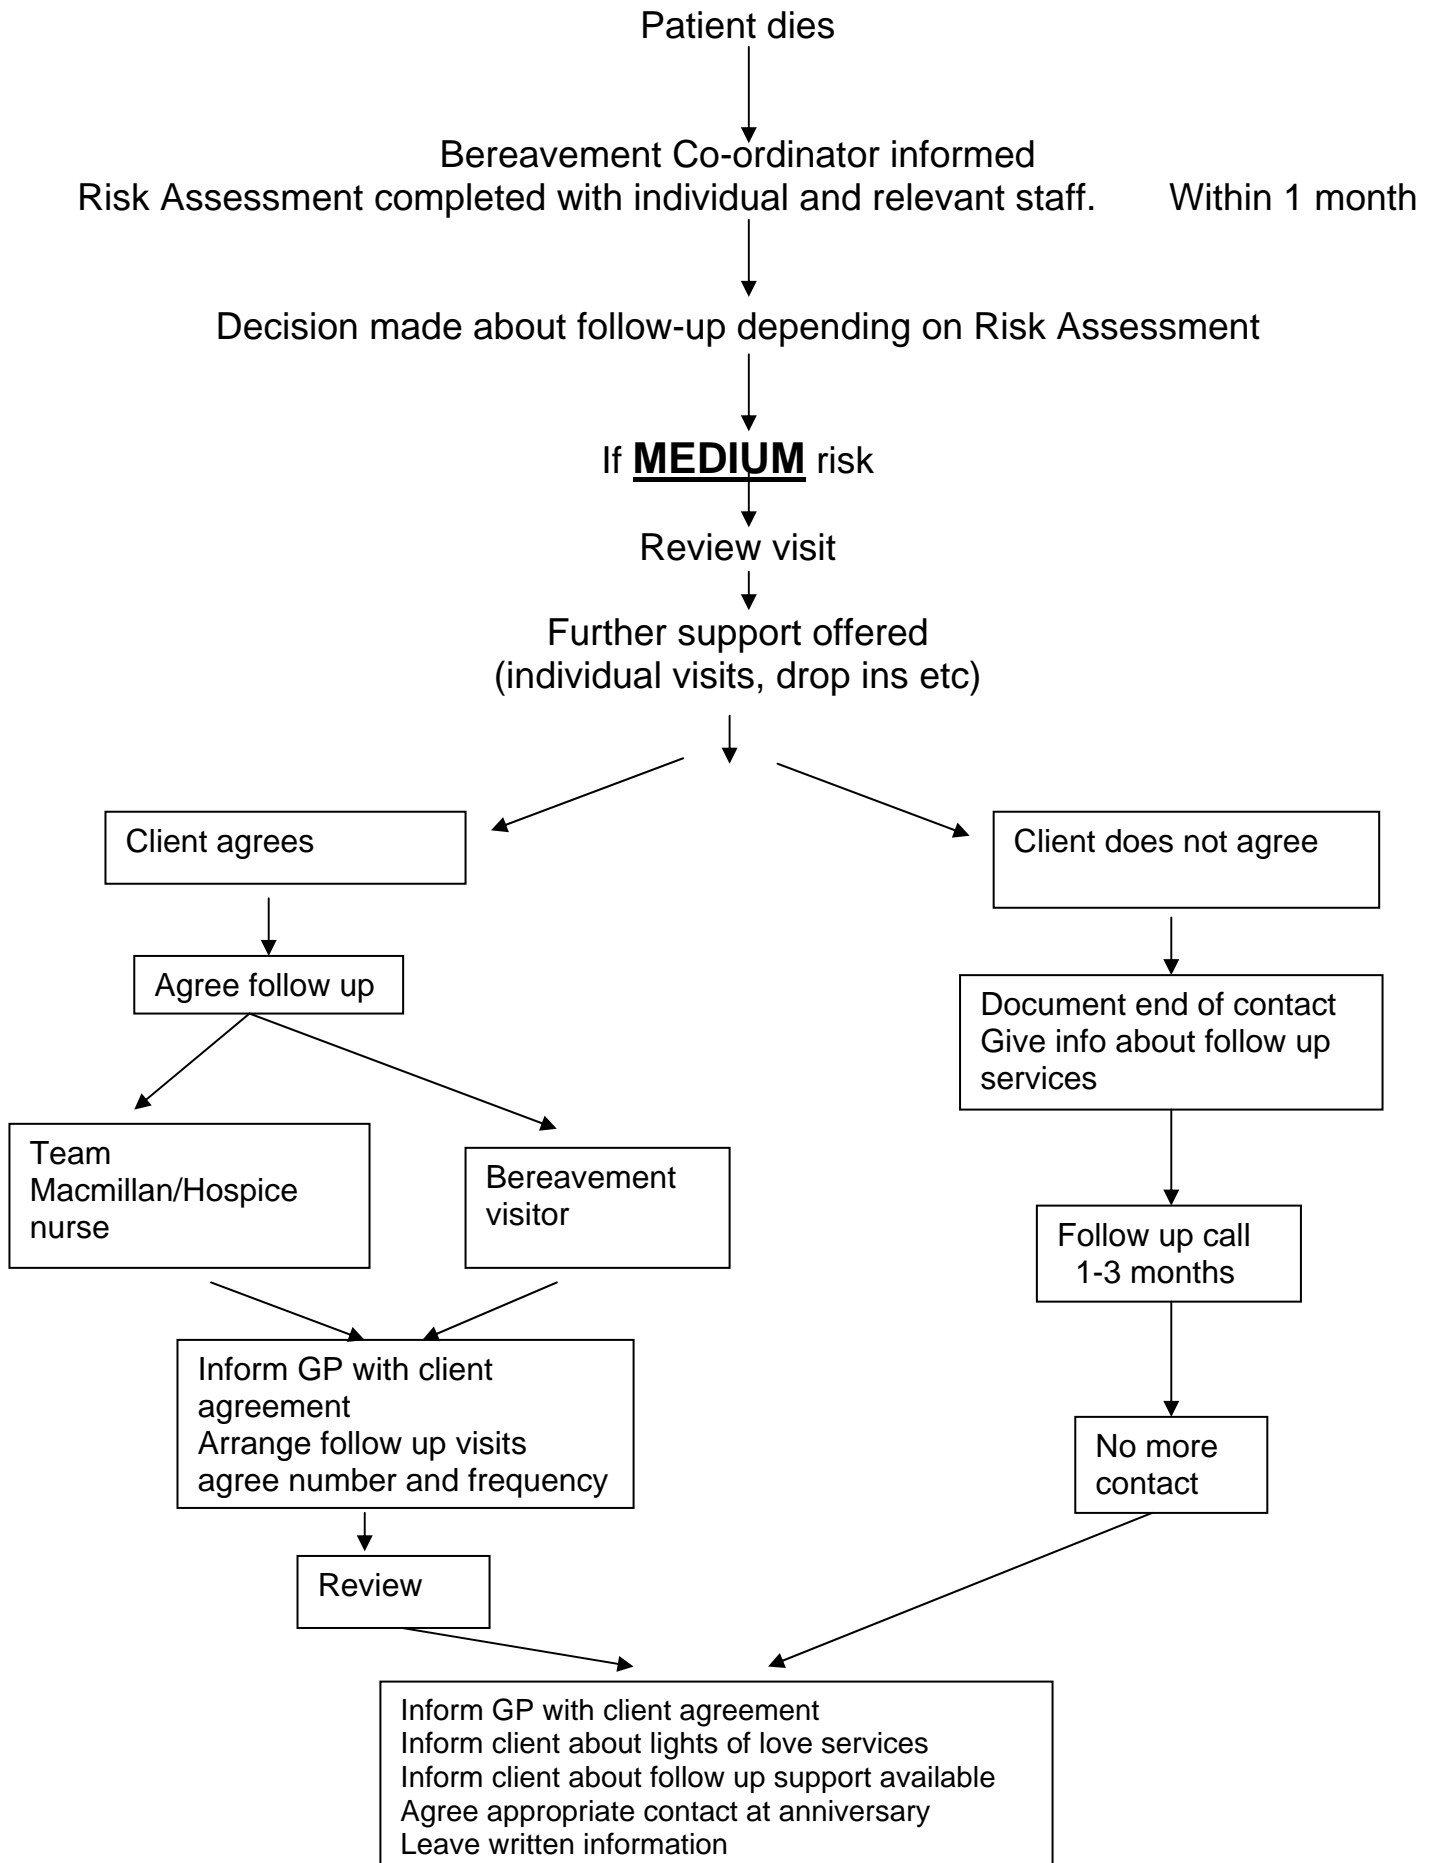 Patient dies
Bereavement Co-ordinator informed
Risk Assessment completed with individual and relevant staff. Within 1 month
Decision made about follow-up depending on Risk Assessment
If MEDIUM risk
Review visit
Further support offered
(individual visits, drop ins etc)
Client agrees
Client does not agree
Agree follow up
Document end of contact
Give info about follow up
services
Team
Macmillan/Hospice
nurse
Bereavement
visitor
Follow up call
1-3 months
Inform GP with client
agreement
Arrange follow up visits
agree number and frequency
No more
contact
Review
Inform GP with client agreement
Inform client about lights of love services
Inform client about follow up support available
Agree appropriate contact at anniversary
Leave written information